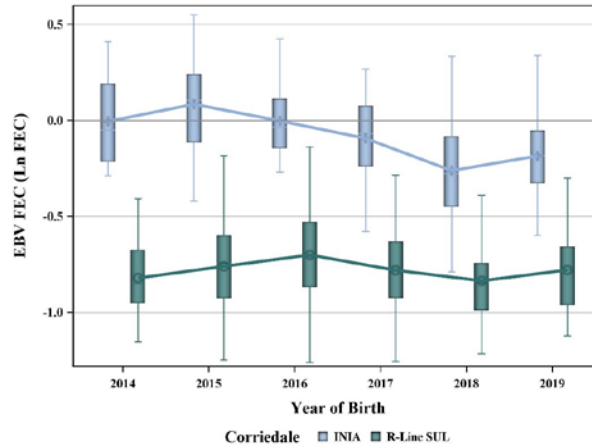 EBV FEC (Ln FEC)
0.5
0.0
-0.5
-1.0
2014 2015 2016 2017 2018 2019
Year of Birth
Corriedale INIA R-Line SUL